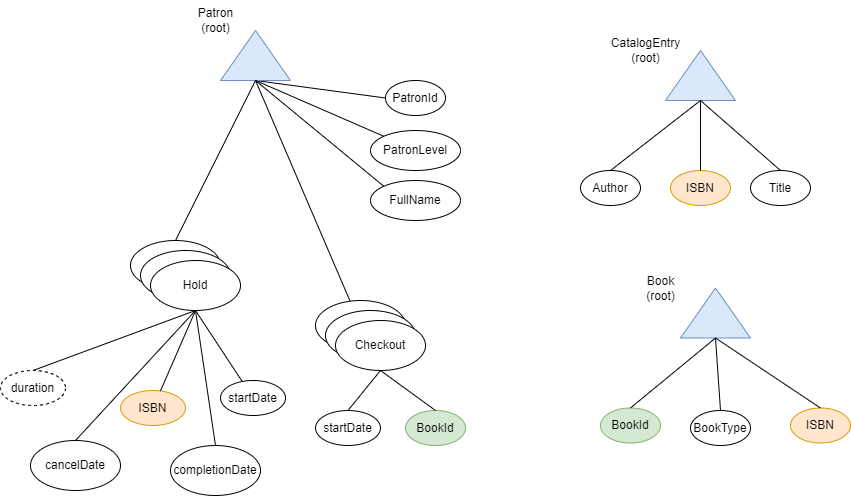 Patron
(root)
CatalogEntry
(root)
PatronId
PatronLevel
FullName
Author
ISBN
Title
Hold
Book
(root)
Checkout
duration
ISBN
startDate
startDate
BookId
BookId
BookType
ISBN
cancelDate
completionDate